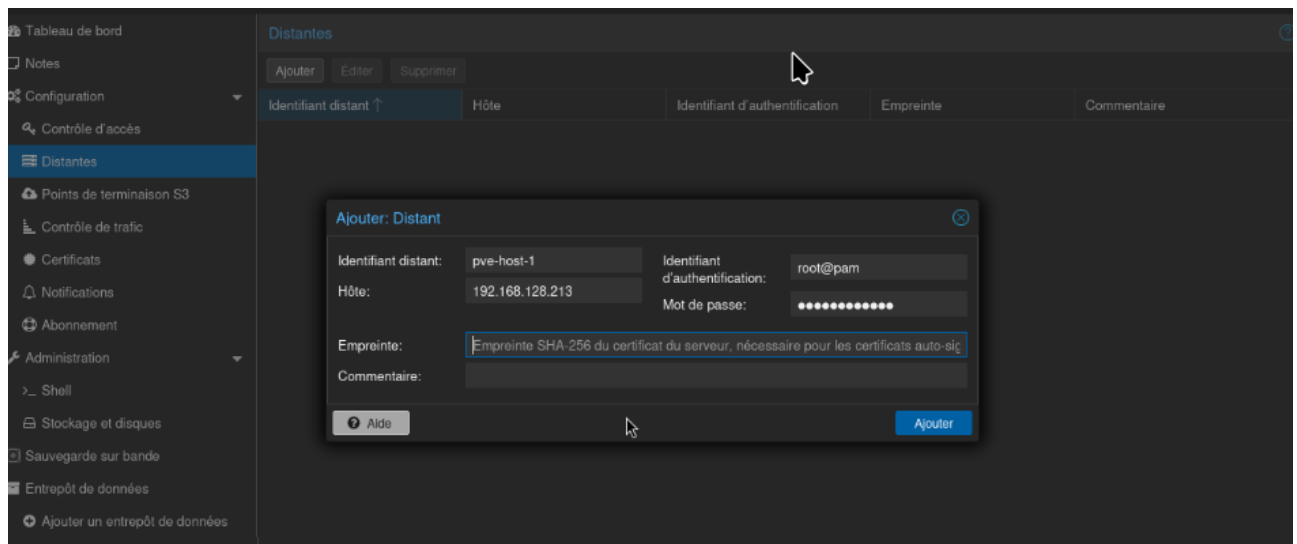 Tableau de bord
Notes
Configuration
Contrôle d'accès
Distantes
Points de terminaison S3
Contrôle de trafic
Certificats
Notifications
Abonnement
Administration
>_ Shell
Stockage et disques
Sauvegarde sur bande
Entrepôt de données
Ajouter un entrepôt de données
Distantes
Ajouter Éditer Supprimer
Identifiant distant ↑ Hôte Identifiant d'authentification Empreinte Commentaire
Ajouter: Distant
Identifiant distant: pve-host-1
Hôte: 192.168.128.213
Identifiant
d'authentification: root@pam
Mot de passe: ●●●●●●●●●●●●
Empreinte: Empreinte SHA-256 du certificat du serveur, nécessaire pour les certificats auto-sig
Commentaire:
Aide Ajouter